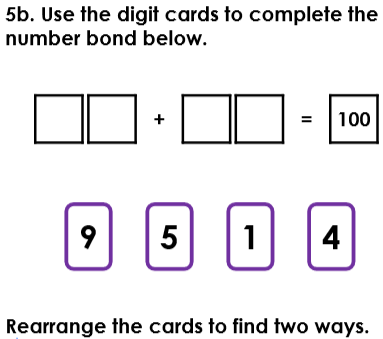 5b. Use the digit cards to complete the
number bond below.
+ = 100
9 5 1 4
Rearrange the cards to find two ways.